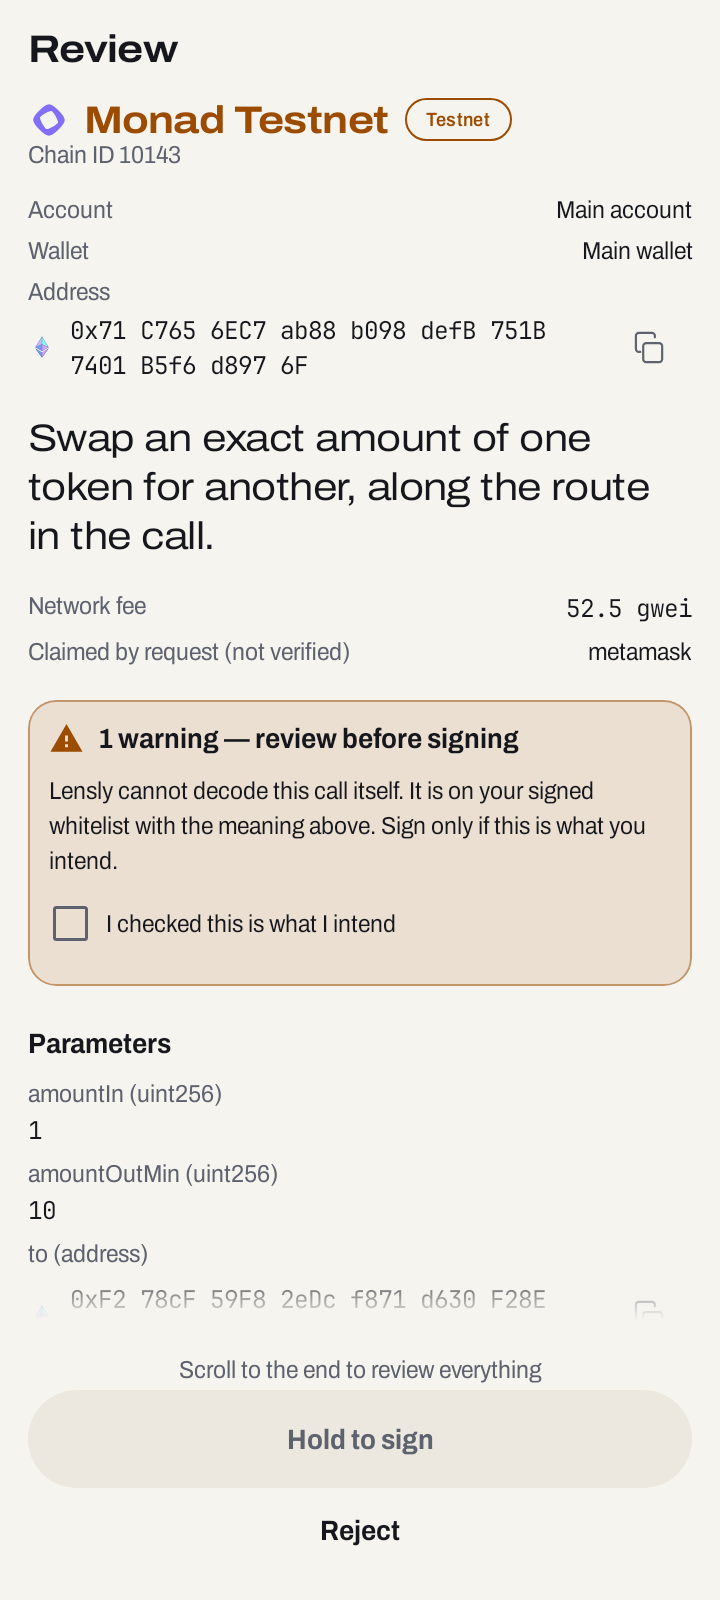 Review
Monad Testnet
Testnet
Chain ID 10143
Account
Main account
Wallet
Main wallet
Address
0x71 C765 6EC7 ab88 b098 defB 751B
7401 B5f6 d897 6F
Swap an exact amount of one
token for another, along the route
in the call.
Network fee
52.5 gwei
Claimed by request (not verified)
metamask
1 warning — review before signing
Lensly cannot decode this call itself. It is on your signed
whitelist with the meaning above. Sign only if this is what you
intend.
I checked this is what I intend
Parameters
amountIn (uint256)
1
amountOutMin (uint256)
10
to (address)
0xF2 78cF 59F8 2eDc f871 d630 F28E
Scroll to the end to review everything
Hold to sign
Reject